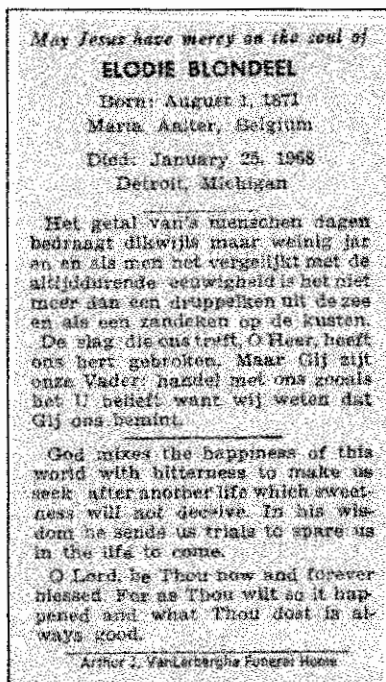 May Jesus have mercy on the soul of
ELODIE BLONDEEL
Born: August 1, 1871
Maria Aalter, Belgium
Died: January 25, 1968
Detroit, Michigan
Het getal van's menschen dagen
bedraagt dikwijls maar weinig jar
en en als men het vergelijkt met de
altijddurende eeuwigheid is het niet
meer dan een druppelken uit de zee
en als een zandeken op de kusten.
De slag die ons treft, O Heer, heeft
ons hert gebroken. Maar Gij zijt
onze Vader: handel met ons zooals
het U belieft want wij weten dat
Gij ons bemint.
God mixes the happiness of this
world with bitterness to make us
seek after another life which sweet-
ness will not deceive. In his wis-
dom he sends us trials to spare us
in the life to come.
O Lord, be Thou now and forever
blessed For as Thou wilt so it hap-
pened and what Thou dost is al-
ways good.
Arthur J. VanLerberghe Funeral Home